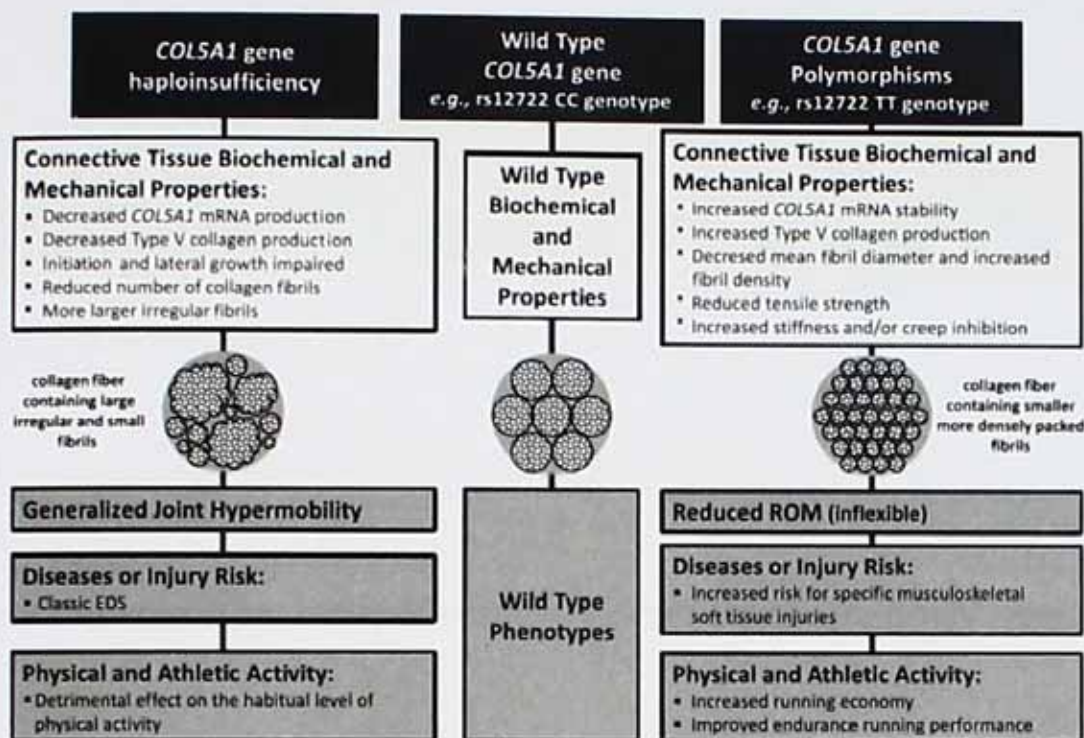 COL5A1 gene
haploinsufficiency
Connective Tissue Biochemical and
Mechanical Properties:
• Decreased COL5A1 mRNA production
• Decreased Type V collagen production
• Initiation and lateral growth impaired
• Reduced number of collagen fibrils
• More larger irregular fibrils
collagen fiber
containing large
irregular and small
fibrils
Generalized Joint Hypermobility
Diseases or Injury Risk:
• Classic EDS
Physical and Athletic Activity:
• Detrimental effect on the habitual level of
physical activity
Wild Type
COL5A1 gene
e.g., rs12722 CC genotype
Wild Type
Biochemical
and
Mechanical
Properties
Wild Type
Phenotypes
COL5A1 gene
Polymorphisms
e.g., rs12722 TT genotype
Connective Tissue Biochemical and
Mechanical Properties:
• Increased COL5A1 mRNA stability
• Increased Type V collagen production
• Decresed mean fibril diameter and increased
fibril density
• Reduced tensile strength
• Increased stiffness and/or creep inhibition
collagen fiber
containing smaller
more densely packed
fibrils
Reduced ROM (inflexible)
Diseases or Injury Risk:
• Increased risk for specific musculoskeletal
soft tissue injuries
Physical and Athletic Activity:
• Increased running economy
• Improved endurance running performance